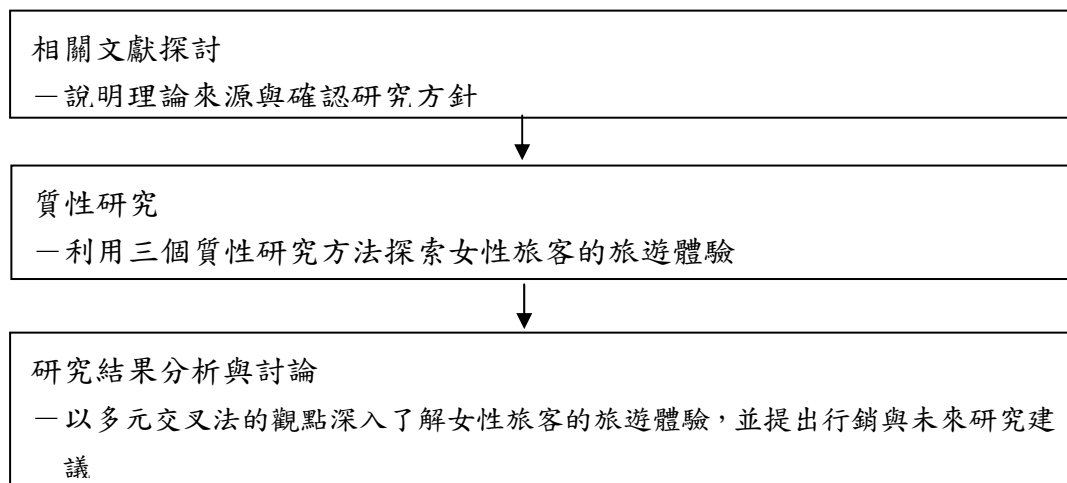 相關文獻探討
－說明理論來源與確認研究方針
質性研究
－利用三個質性研究方法探索女性旅客的旅遊體驗
研究結果分析與討論
－以多元交叉法的觀點深入了解女性旅客的旅遊體驗，並提出行銷與未來研究建
議